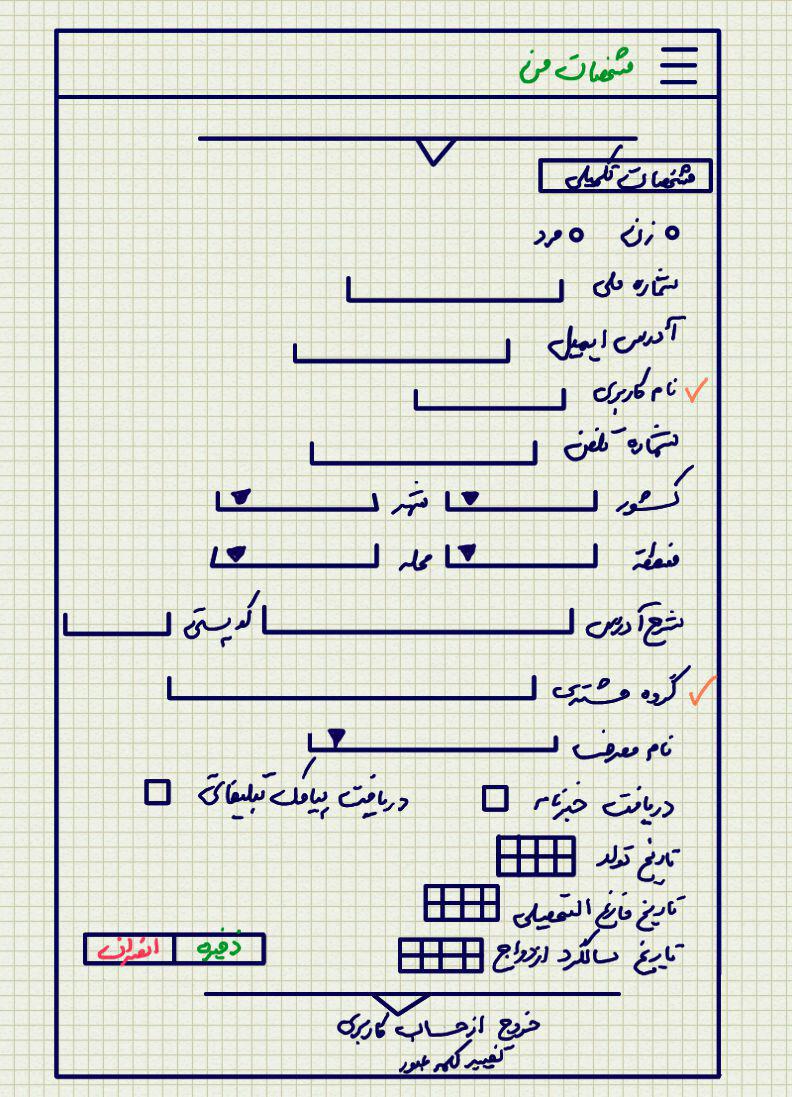 مشخصات من
مشخصات تکمیلی
زن مرد
شماره ملی
آدرس ایمیل
نام کاربری
شماره تلفن
کشور شهر
منطقه محله
شرح آدرس کد پستی
گروه مشتری
نام معرف
دریافت خبرنامه دریافت پیامک تبلیغاتی
تاریخ تولد
تاریخ فارغ التحصیلی
تاریخ سالگرد ازدواج ذخیره انصراف
خروج از حساب کاربری
تغییر کلمه عبور